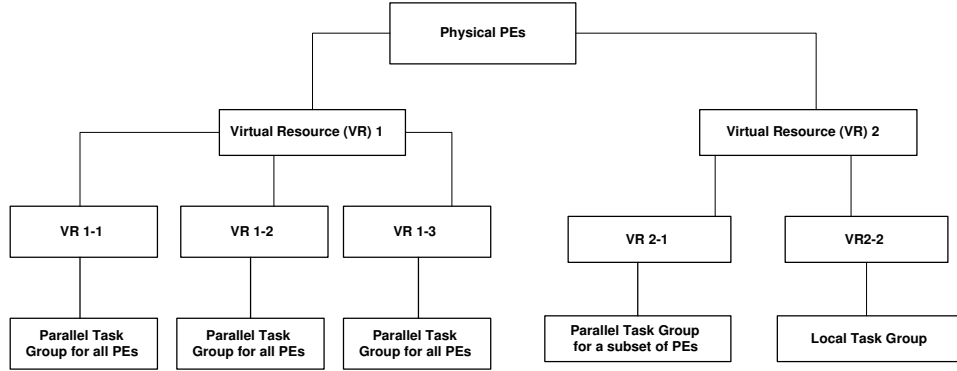 Physical PEs
Virtual Resource (VR) 1
Virtual Resource (VR) 2
VR 1-1
VR 1-2
VR 1-3
VR 2-1
VR2-2
Parallel Task
Group for all PEs
Parallel Task
Group for all PEs
Parallel Task
Group for all PEs
Parallel Task Group
for a subset of PEs
Local Task Group